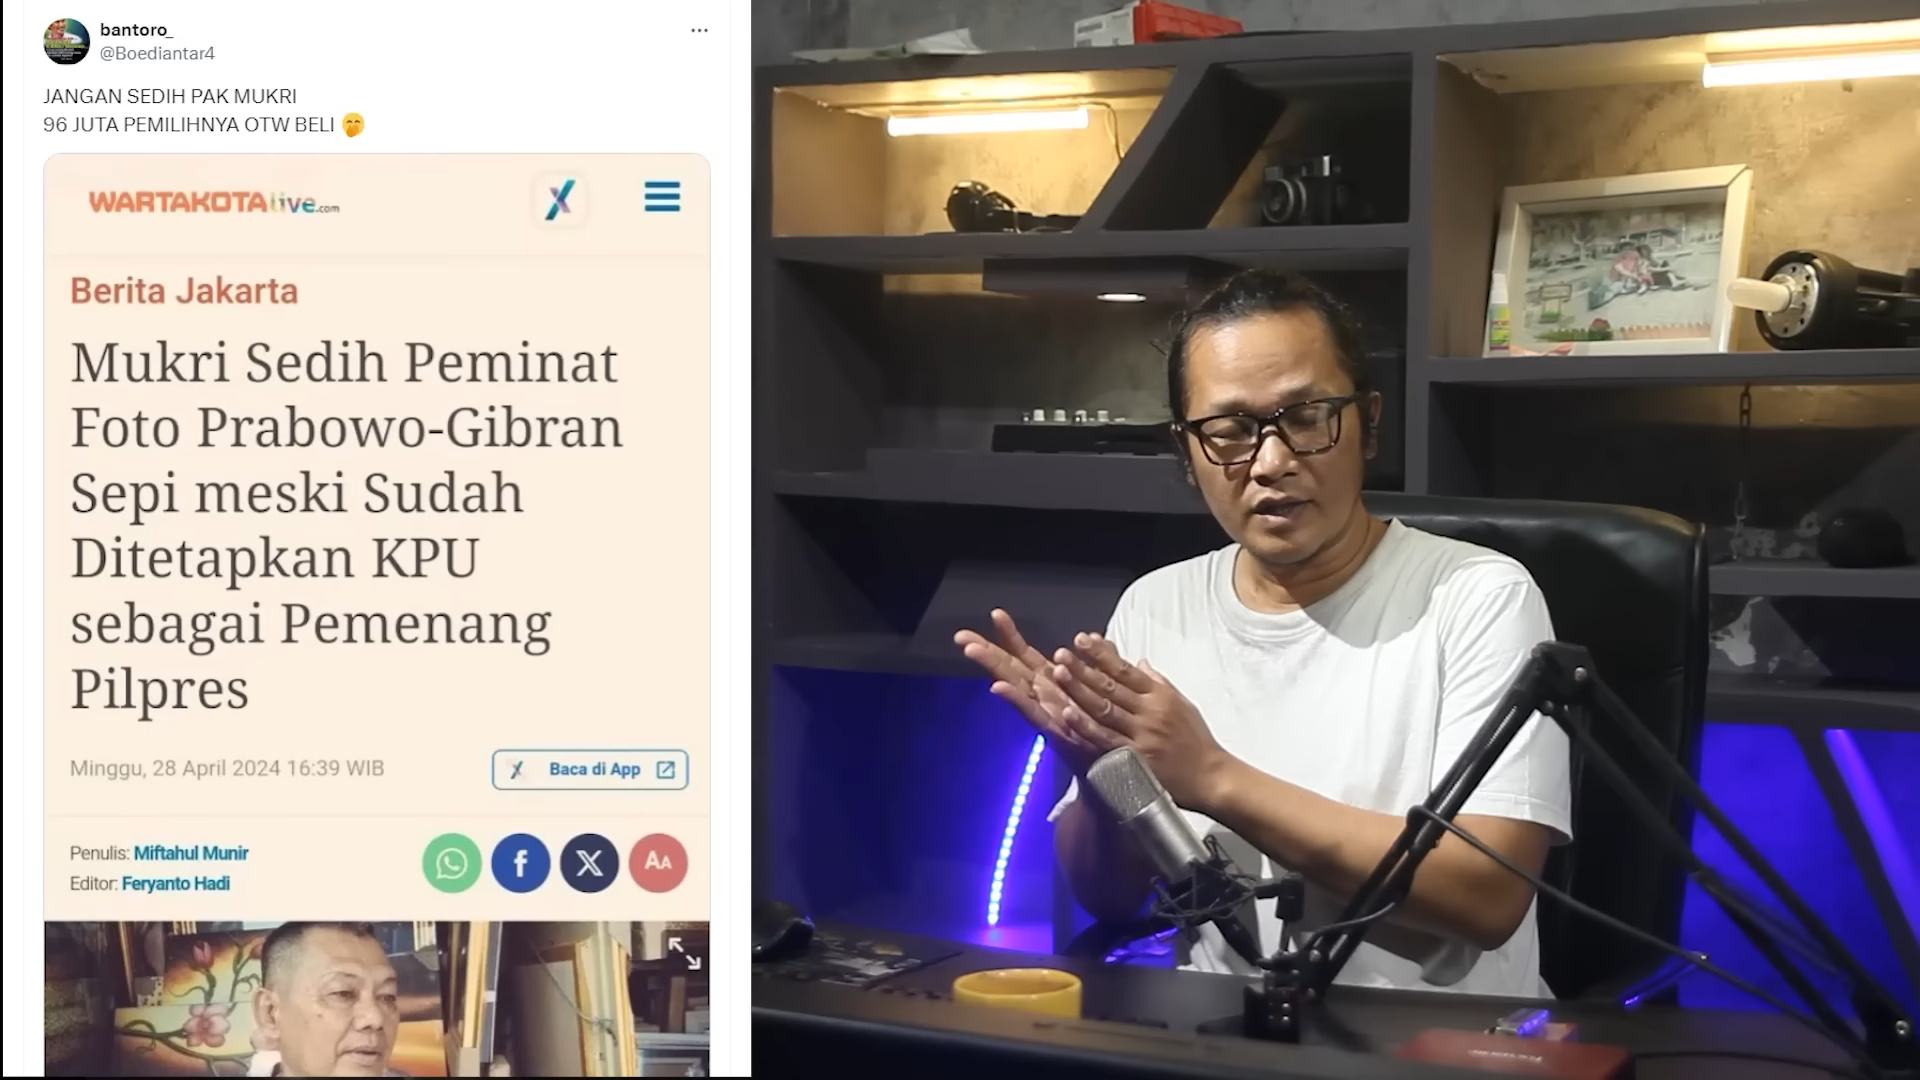 bantoro_
@Boediantar4
JANGAN SEDIH PAK MUKRI
96 JUTA PEMILIHNYA OTW BELI 🤭
WARTAKOTAlive.com
Berita Jakarta
Mukri Sedih Peminat
Foto Prabowo-Gibran
Sepi meski Sudah
Ditetapkan KPU
sebagai Pemenang
Pilpres
Minggu, 28 April 2024 16:39 WIB
Baca di App
Penulis: Miftahul Munir
Editor: Feryanto Hadi
AA